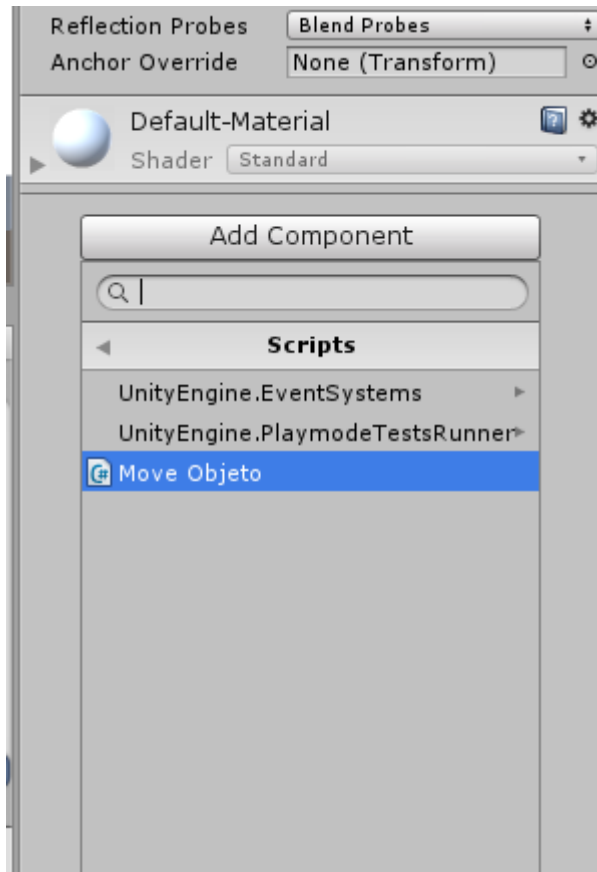 Reflection Probes Blend Probes
Anchor Override None (Transform)
Default-Material
Shader Standard
Add Component
Scripts
UnityEngine.EventSystems
UnityEngine.PlaymodeTestsRunner
C# Move Objeto